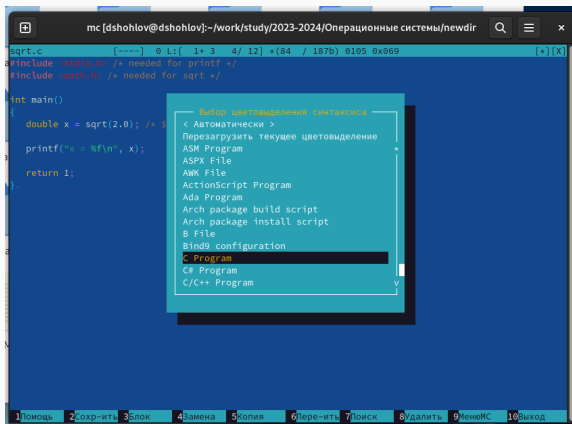 mc [dshohlov@dshohlov]:~/work/study/2023-2024/Операционные системы/newdir
sqrt.c [----] 0 L:[ 1+ 3 4/ 12] *(84 / 187b) 0105 0x069 [*][X]
#include <stdio.h> /* needed for printf */
#include <math.h> /* needed for sqrt */
int main()
{
double x = sqrt(2.0); /*
printf("x = %f\n", x);
return 1;
}.
Выбор цветовыделения синтаксиса
< Автоматически >
Перезагрузить текущее цветовыделение
ASM Program
ASPX File
AWK File
ActionScript Program
Ada Program
Arch package build script
Arch package install script
B File
Bind9 configuration
C Program
C# Program
C/C++ Program
1Помощь 2Сохр~ить 3Блок 4Замена 5Копия 6Пере~ить 7Поиск 8Удалить 9МенюMC 10Выход